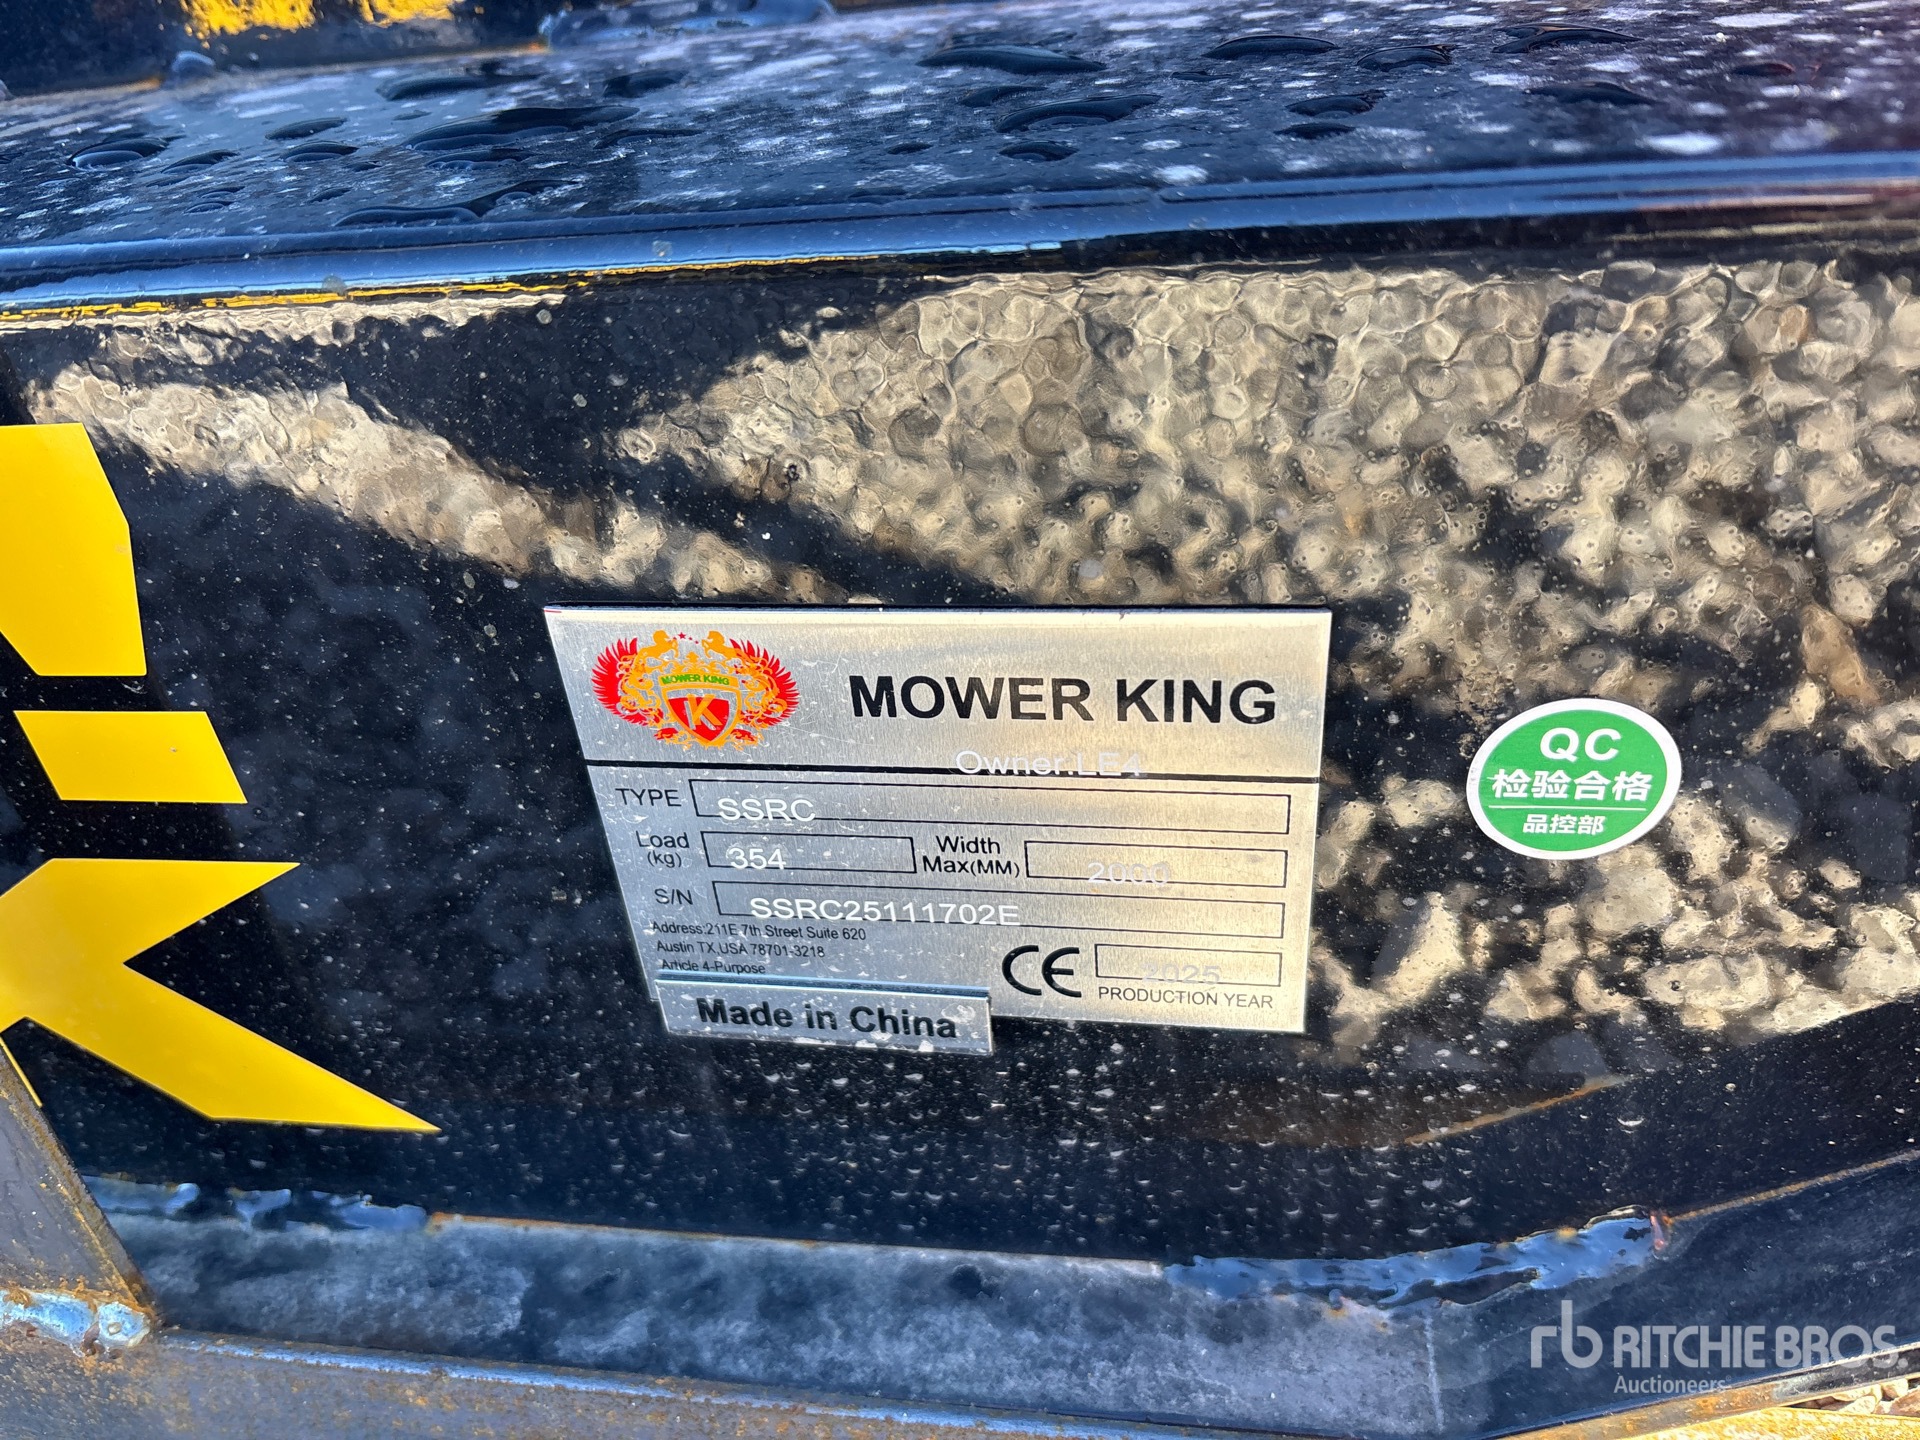 MOWER KING
K
MOWER KING
Owner:LE4
TYPE SSRC
Load (kg) 354 Width Max(MM) 2000
S/N SSRC25111702E
Address:211E 7th Street Suite 620
Austin TX,USA 78701-3218
Article 4-Purpose
CE 2025
PRODUCTION YEAR
Made in China
QC
检验合格
品控部
rb RITCHIE BROS.
Auctioneers